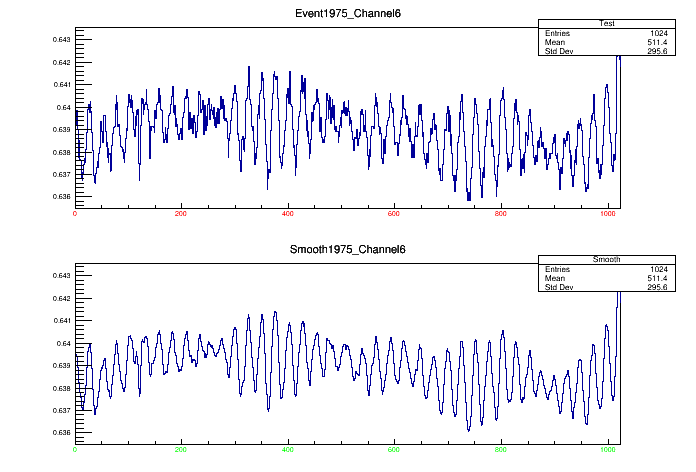 Event1975_Channel6
Test
Entries 1024
Mean 511.4
Std Dev 295.6
0.643
0.642
0.641
0.64
0.639
0.638
0.637
0.636
0 200 400 600 800 1000
Smooth1975_Channel6
Smooth
Entries 1024
Mean 511.4
Std Dev 295.6
0.643
0.642
0.641
0.64
0.639
0.638
0.637
0.636
0 200 400 600 800 1000